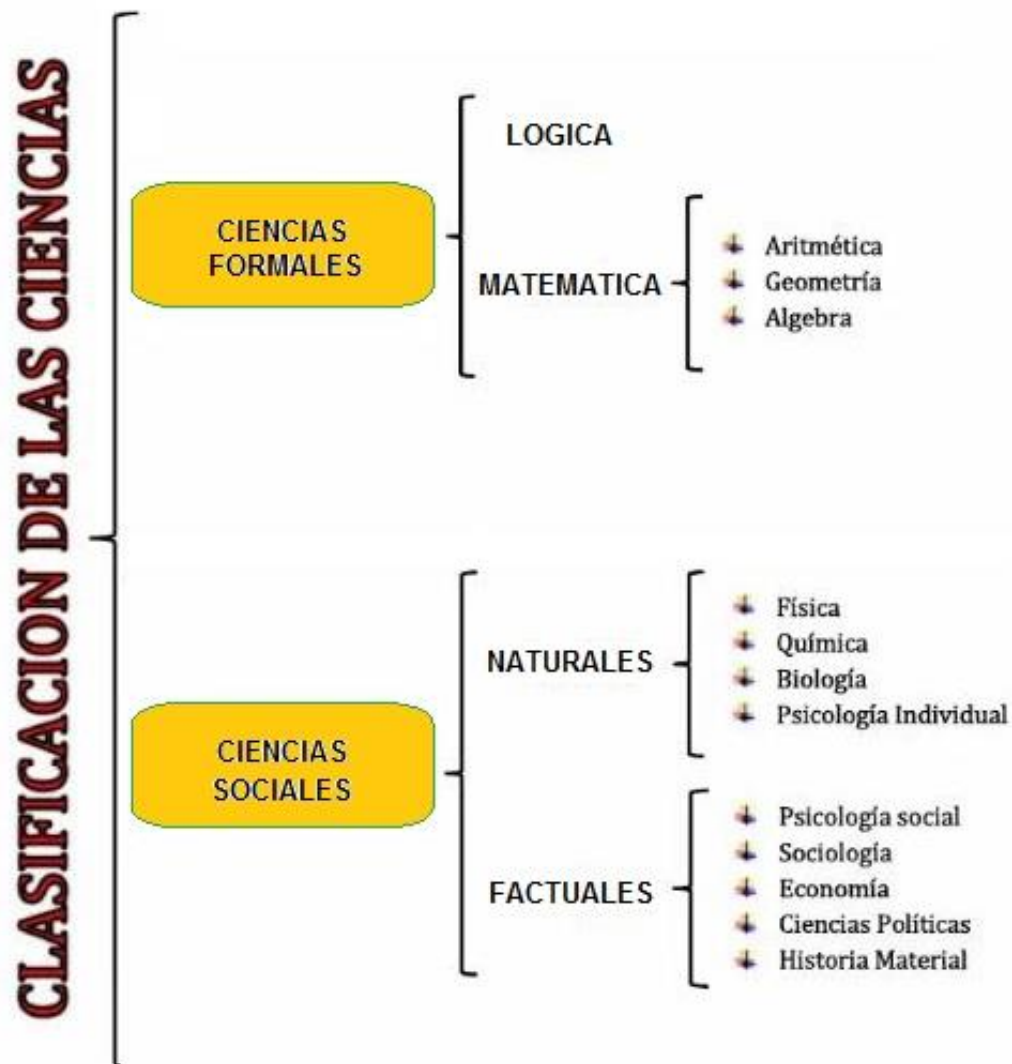 CLASIFICACION DE LAS CIENCIAS
CIENCIAS
FORMALES
LOGICA
MATEMATICA
Aritmética
Geometría
Algebra
CIENCIAS
SOCIALES
NATURALES
Física
Química
Biología
Psicología Individual
FACTUALES
Psicología social
Sociología
Economía
Ciencias Políticas
Historia Material